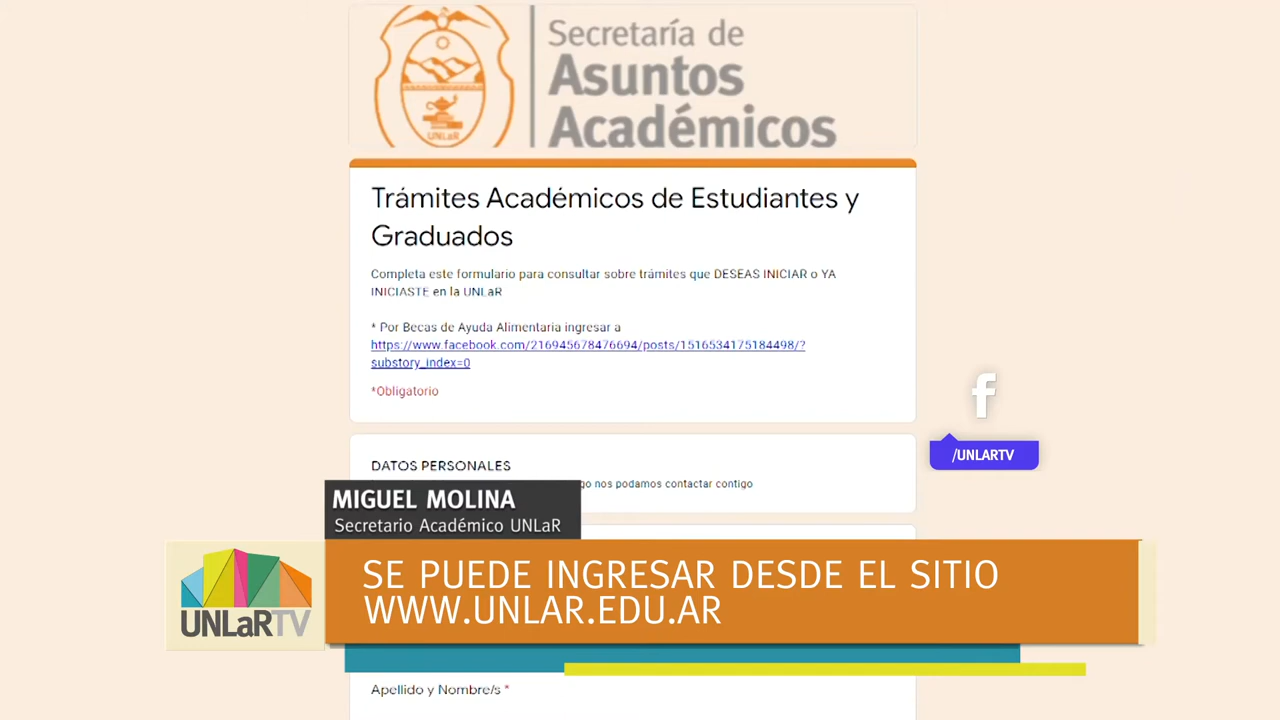 Secretaría de
Asuntos
Académicos
UNLaR
Trámites Académicos de Estudiantes y
Graduados
Completa este formulario para consultar sobre trámites que DESEAS INICIAR o YA
INICIASTE en la UNLaR
* Por Becas de Ayuda Alimentaria ingresar a
https://www.facebook.com/216945678476694/posts/1516534175184498/?
substory_index=0
*Obligatorio
f
/UNLARTV
DATOS PERSONALES
nos podamos contactar contigo
MIGUEL MOLINA
Secretario Académico UNLaR
SE PUEDE INGRESAR DESDE EL SITIO
WWW.UNLAR.EDU.AR
UNLaRTV
Apellido y Nombre/s *